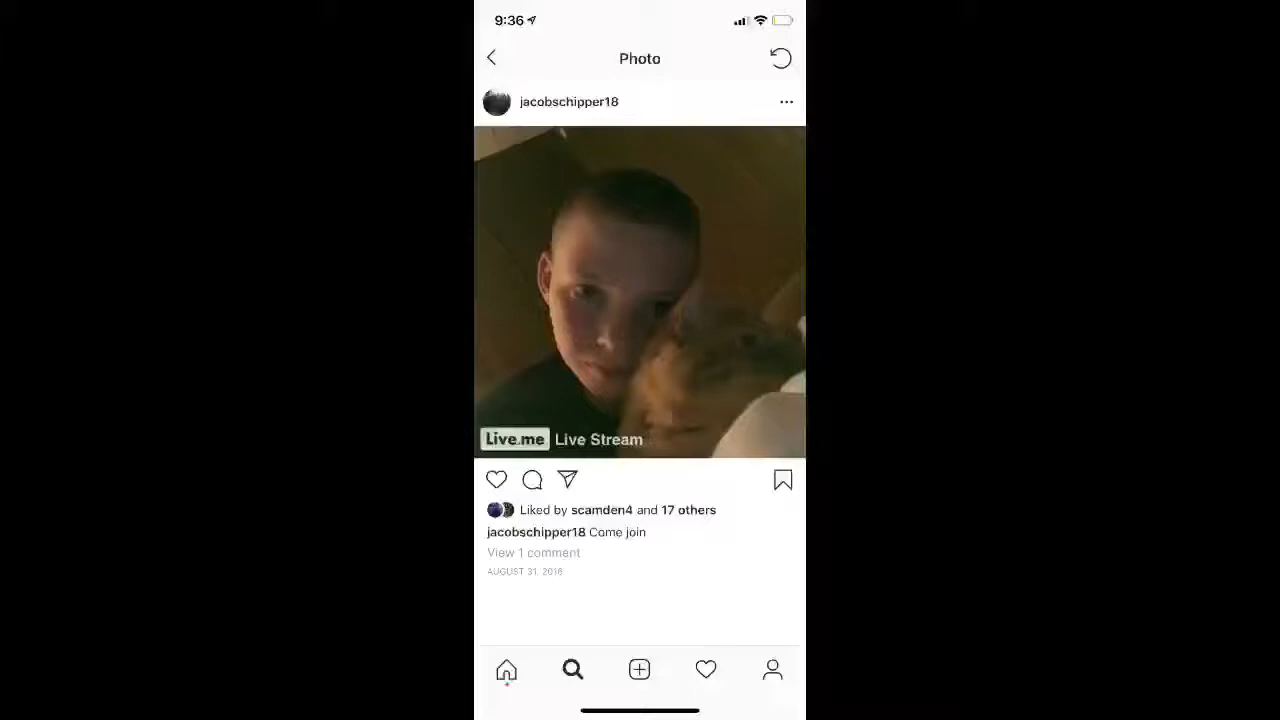 9:36
Photo
jacobschipper18
Live.me Live Stream
Liked by scamden4 and 17 others
jacobschipper18 Come join
View 1 comment
AUGUST 31, 2016